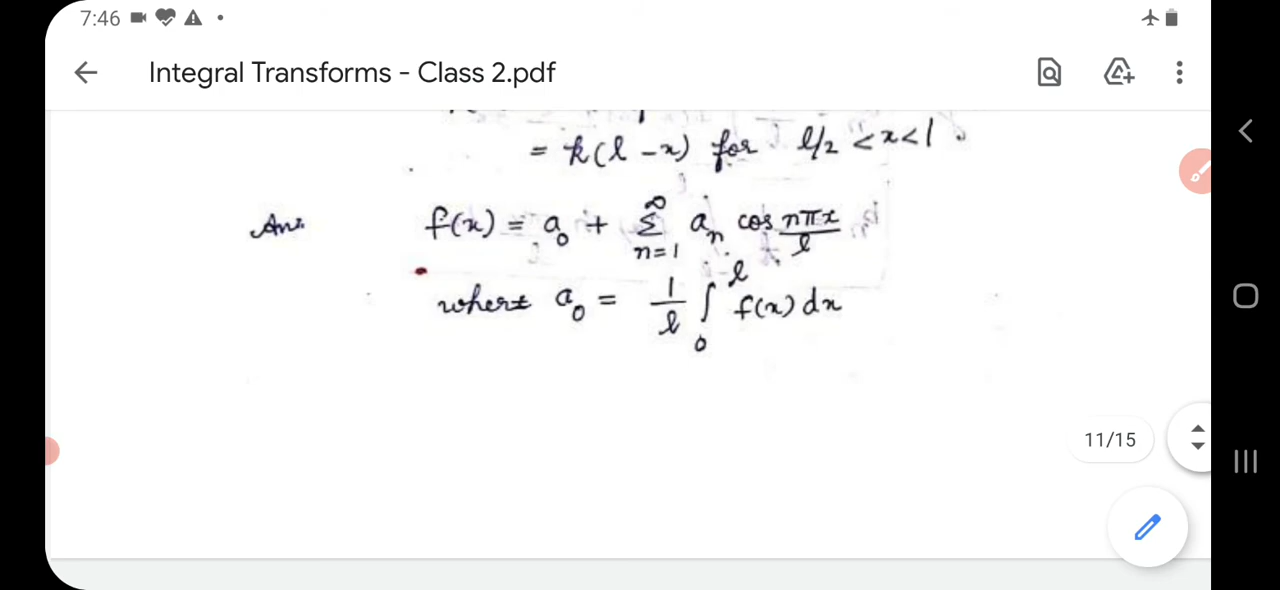 7:46
Integral Transforms - Class 2.pdf
= k(l - x) for l/2 < x < l.
Ans. f(x) = a₀ + ∑ₙ₌₁^∞ aₙ cos nπx/l
where a₀ = 1/l ∫₀^l f(x) dx
11/15